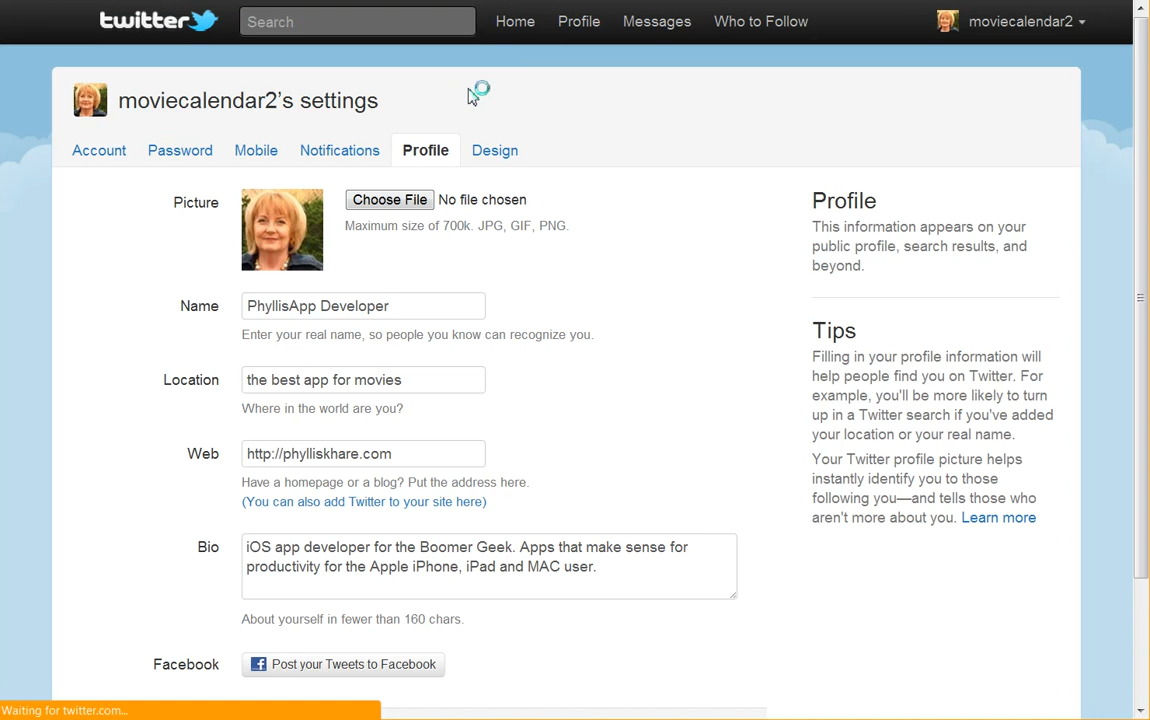 twitter Search Home Profile Messages Who to Follow moviecalendar2
moviecalendar2's settings
Account Password Mobile Notifications Profile Design
Picture
Choose File No file chosen
Maximum size of 700k. JPG, GIF, PNG.
Name
PhyllisApp Developer
Enter your real name, so people you know can recognize you.
Location
the best app for movies
Where in the world are you?
Web
http://phylliskhare.com
Have a homepage or a blog? Put the address here.
(You can also add Twitter to your site here)
Bio
iOS app developer for the Boomer Geek. Apps that make sense for
productivity for the Apple iPhone, iPad and MAC user.
About yourself in fewer than 160 chars.
Facebook
Post your Tweets to Facebook
Profile
This information appears on your
public profile, search results, and
beyond.
Tips
Filling in your profile information will
help people find you on Twitter. For
example, you'll be more likely to turn
up in a Twitter search if you've added
your location or your real name.
Your Twitter profile picture helps
instantly identify you to those
following you—and tells those who
aren't more about you. Learn more
Waiting for twitter.com...